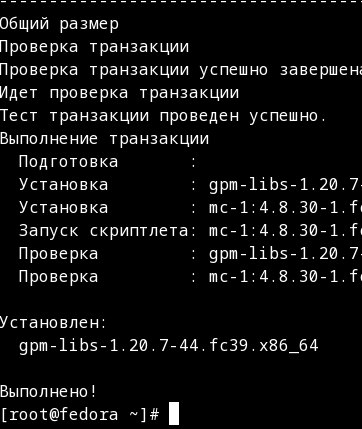 Общий размер
Проверка транзакции
Проверка транзакции успешно завершена
Идет проверка транзакции
Тест транзакции проведен успешно.
Выполнение транзакции
Подготовка :
Установка : gpm-libs-1.20.7-
Установка : mc-1:4.8.30-1.fc
Запуск скриптлета: mc-1:4.8.30-1.fc
Проверка : gpm-libs-1.20.7-
Проверка : mc-1:4.8.30-1.fc
Установлен:
gpm-libs-1.20.7-44.fc39.x86_64
Выполнено!
[root@fedora ~]#